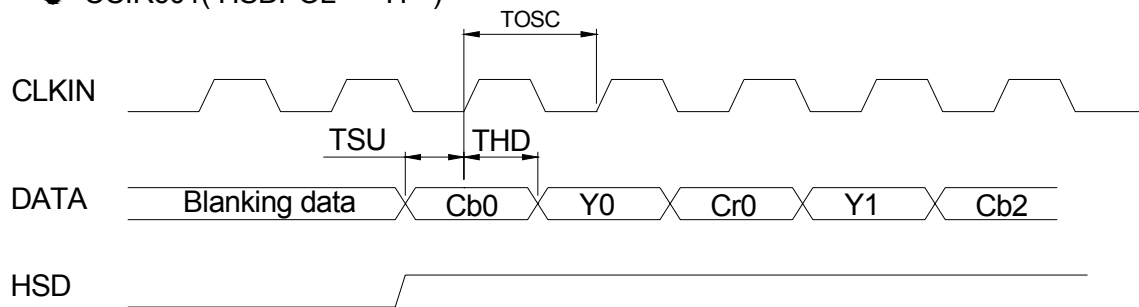 TOSC
CLKIN
TSU THD
DATA Blanking data Cb0 Y0 Cr0 Y1 Cb2
HSD